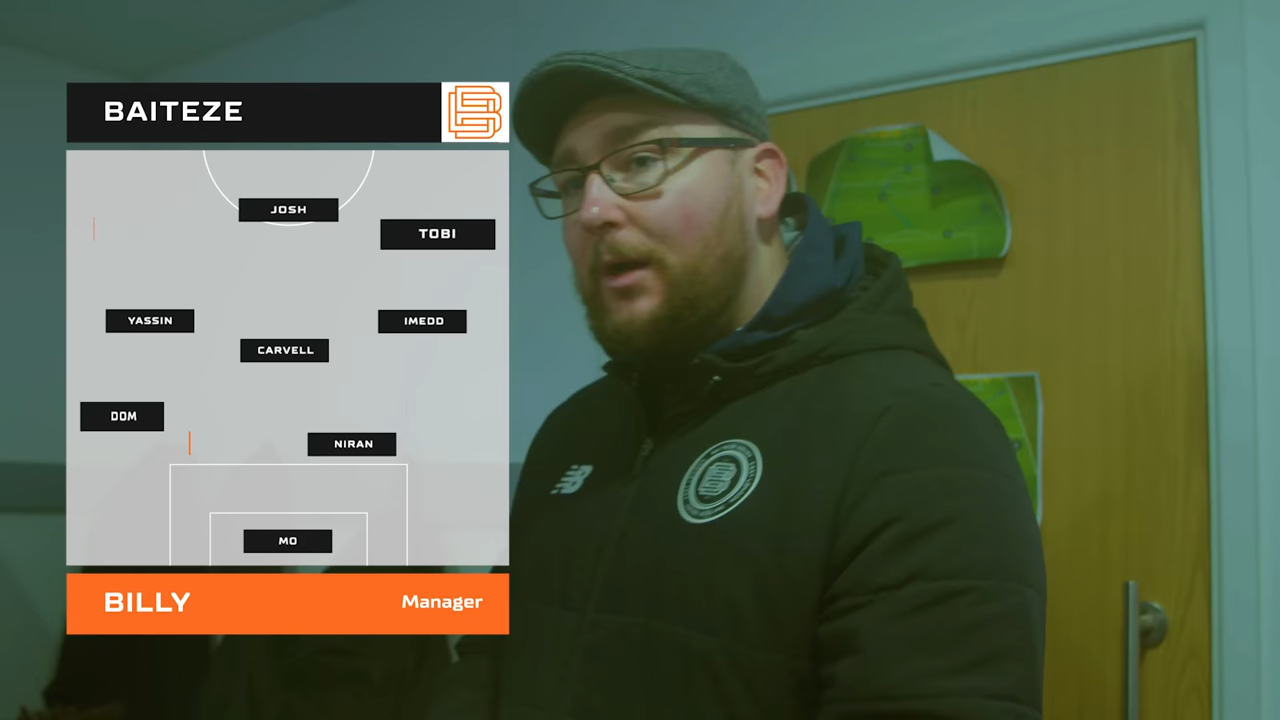 BAITEZE
JOSH
TOBI
YASSIN
IMEDD
CARVELL
DOM
NIRAN
MO
BILLY
Manager